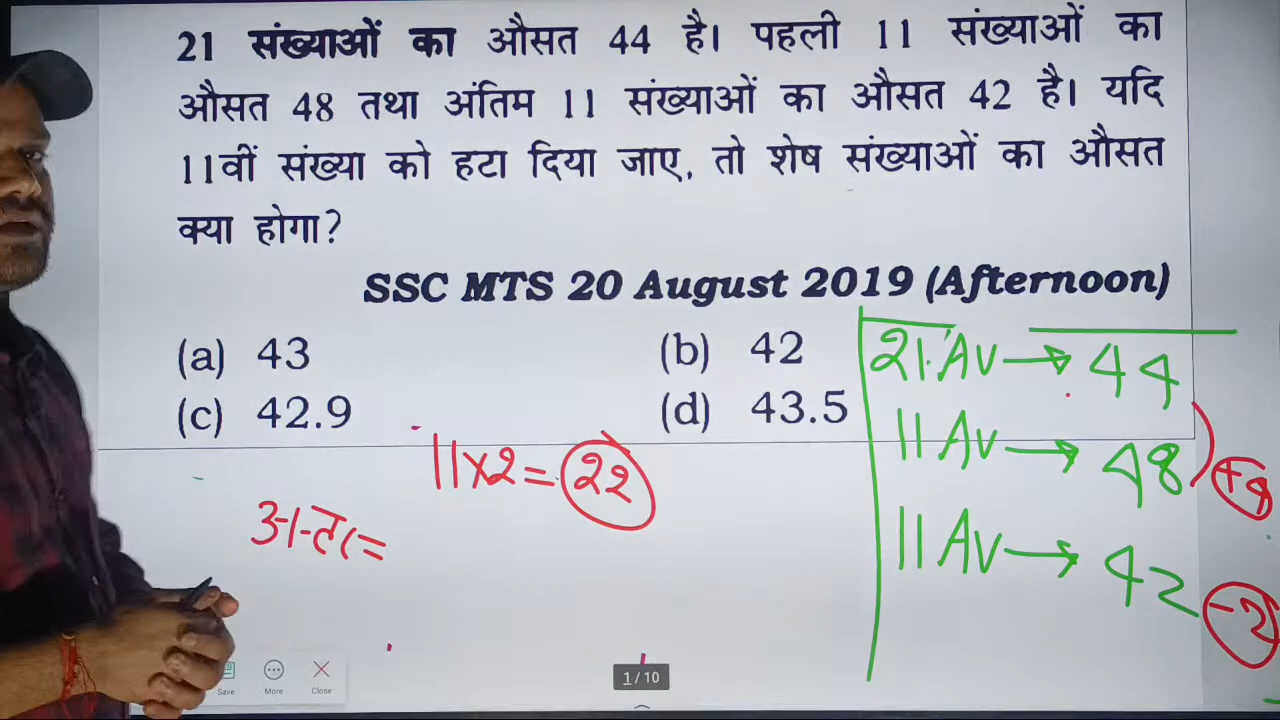 21 संख्याओं का औसत 44 है। पहली 11 संख्याओं का
औसत 48 तथा अंतिम 11 संख्याओं का औसत 42 है। यदि
11वीं संख्या को हटा दिया जाए, तो शेष संख्याओं का औसत
क्या होगा?
SSC MTS 20 August 2019 (Afternoon)
(a) 43 (b) 42
(c) 42.9 (d) 43.5
21 Av → 44
11 Av → 48
+4
11 Av → 42
-2
11×2 = 22
अन्तर =
Save More Close
1 / 10